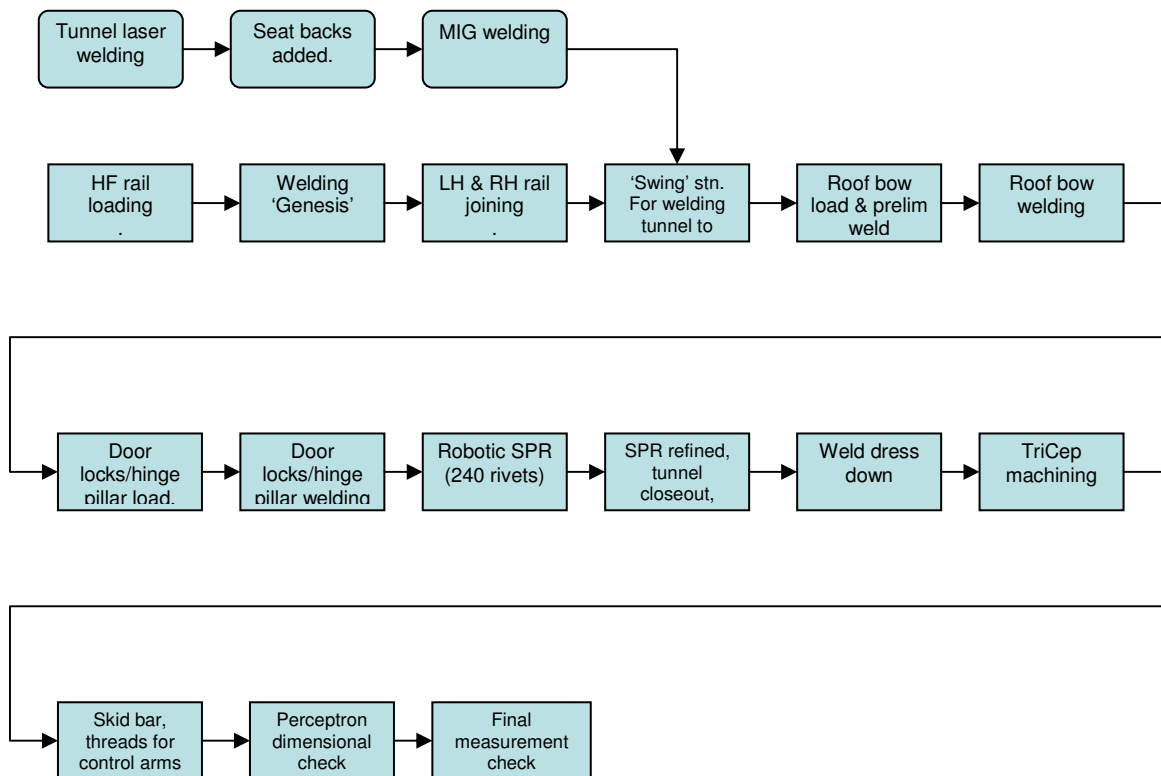 Tunnel laser
welding
Seat backs
added.
MIG welding
HF rail
loading
.
Welding
'Genesis'
LH & RH rail
joining
.
'Swing' stn.
For welding
tunnel to
Roof bow
load & prelim
weld
Roof bow
welding
Door
locks/hinge
pillar load.
Door
locks/hinge
pillar welding
Robotic SPR
(240 rivets)
SPR refined,
tunnel
closeout,
Weld dress
down
TriCep
machining
Skid bar,
threads for
control arms
Perceptron
dimensional
check
Final
measurement
check